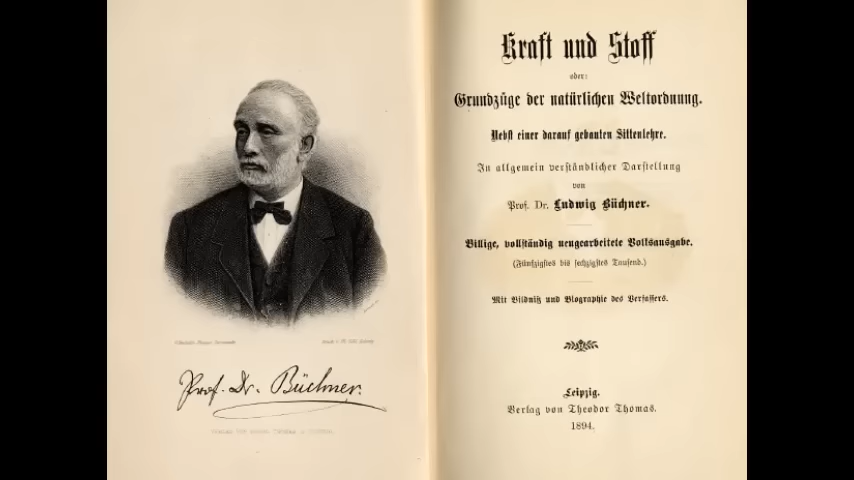 Prof. Dr. Büchner.
Kraft und Stoff
oder:
Grundzüge der natürlichen Weltordnung.
Nebst einer darauf gebauten Sittenlehre.
In allgemein verständlicher Darstellung
von
Prof. Dr. Ludwig Büchner.
Billige, vollständig neugearbeitete Volksausgabe.
(Fünfzigstes bis sechzigstes Tausend.)
Mit Bildniß und Biographie des Verfassers.
Leipzig.
Verlag von Theodor Thomas.
1894.